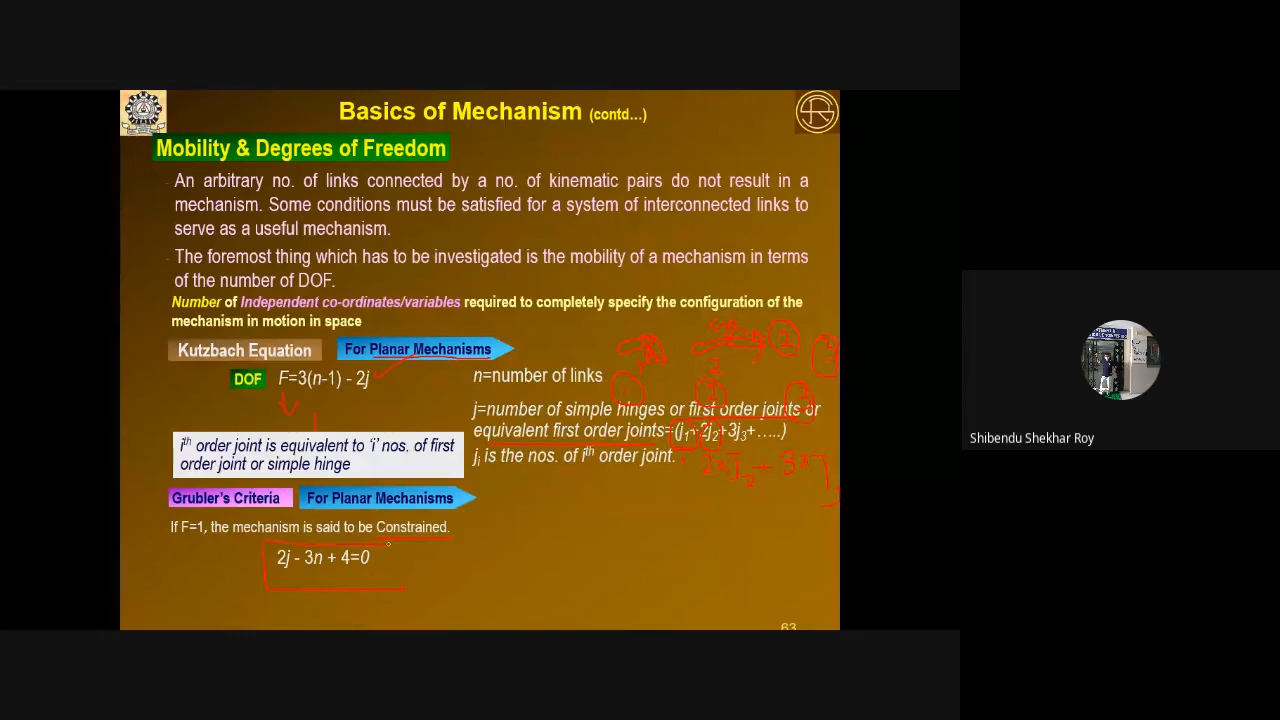 Basics of Mechanism (contd...)
Mobility & Degrees of Freedom
- An arbitrary no. of links connected by a no. of kinematic pairs do not result in a
mechanism. Some conditions must be satisfied for a system of interconnected links to
serve as a useful mechanism.
- The foremost thing which has to be investigated is the mobility of a mechanism in terms
of the number of DOF.
Number of Independent co-ordinates/variables required to completely specify the configuration of the
mechanism in motion in space
Kutzbach Equation For Planar Mechanisms
DOF F=3(n-1) - 2j
n=number of links
j=number of simple hinges or first order joints or
equivalent first order joints=(j₁+2j₂+3j₃+.....)
jᵢ is the nos. of iᵗʰ order joint.
2×j₂ + 3×j
iᵗʰ order joint is equivalent to 'i' nos. of first
order joint or simple hinge
Grubler's Criteria For Planar Mechanisms
If F=1, the mechanism is said to be Constrained.
2j - 3n + 4=0
63
Shibendu Shekhar Roy